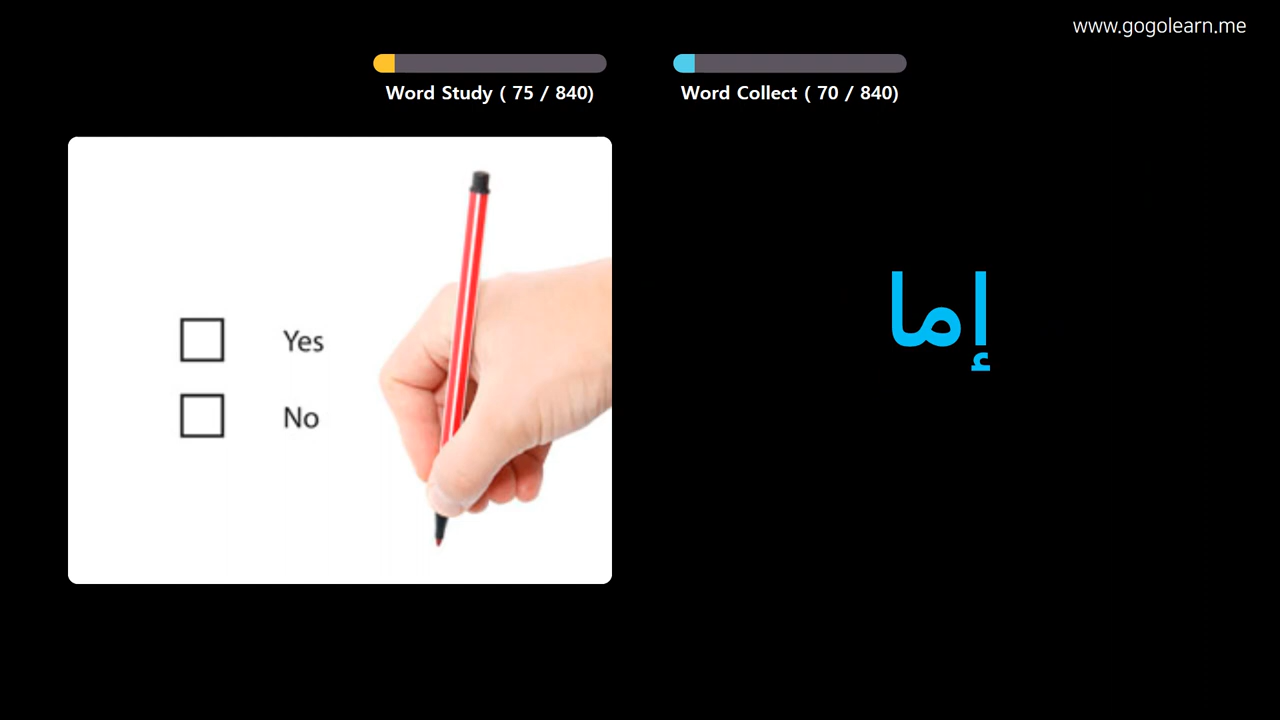 www.gogolearn.me
Word Study ( 75 / 840)
Word Collect ( 70 / 840)
Yes
No
إما